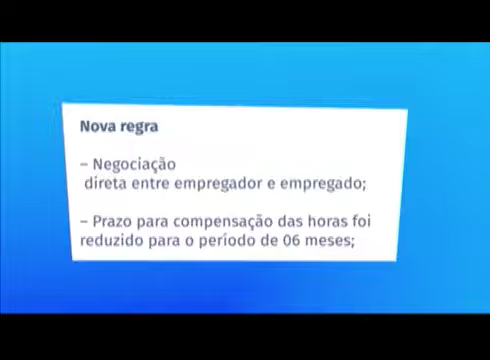 Nova regra
– Negociação
direta entre empregador e empregado;
– Prazo para compensação das horas foi
reduzido para o período de 06 meses;